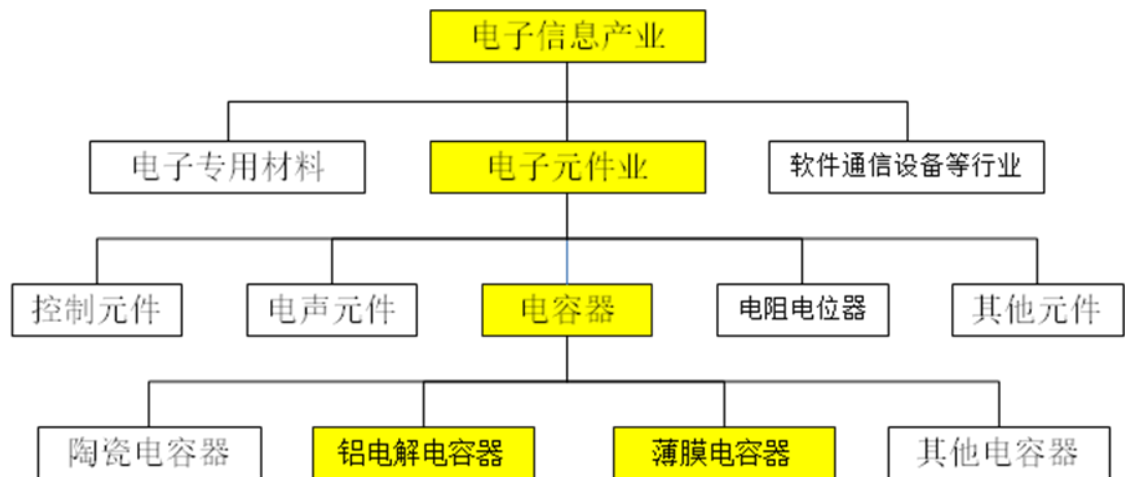 电子信息产业
电子专用材料
电子元件业
软件通信设备等行业
控制元件
电声元件
电容器
电阻电位器
其他元件
陶瓷电容器
铝电解电容器
薄膜电容器
其他电容器